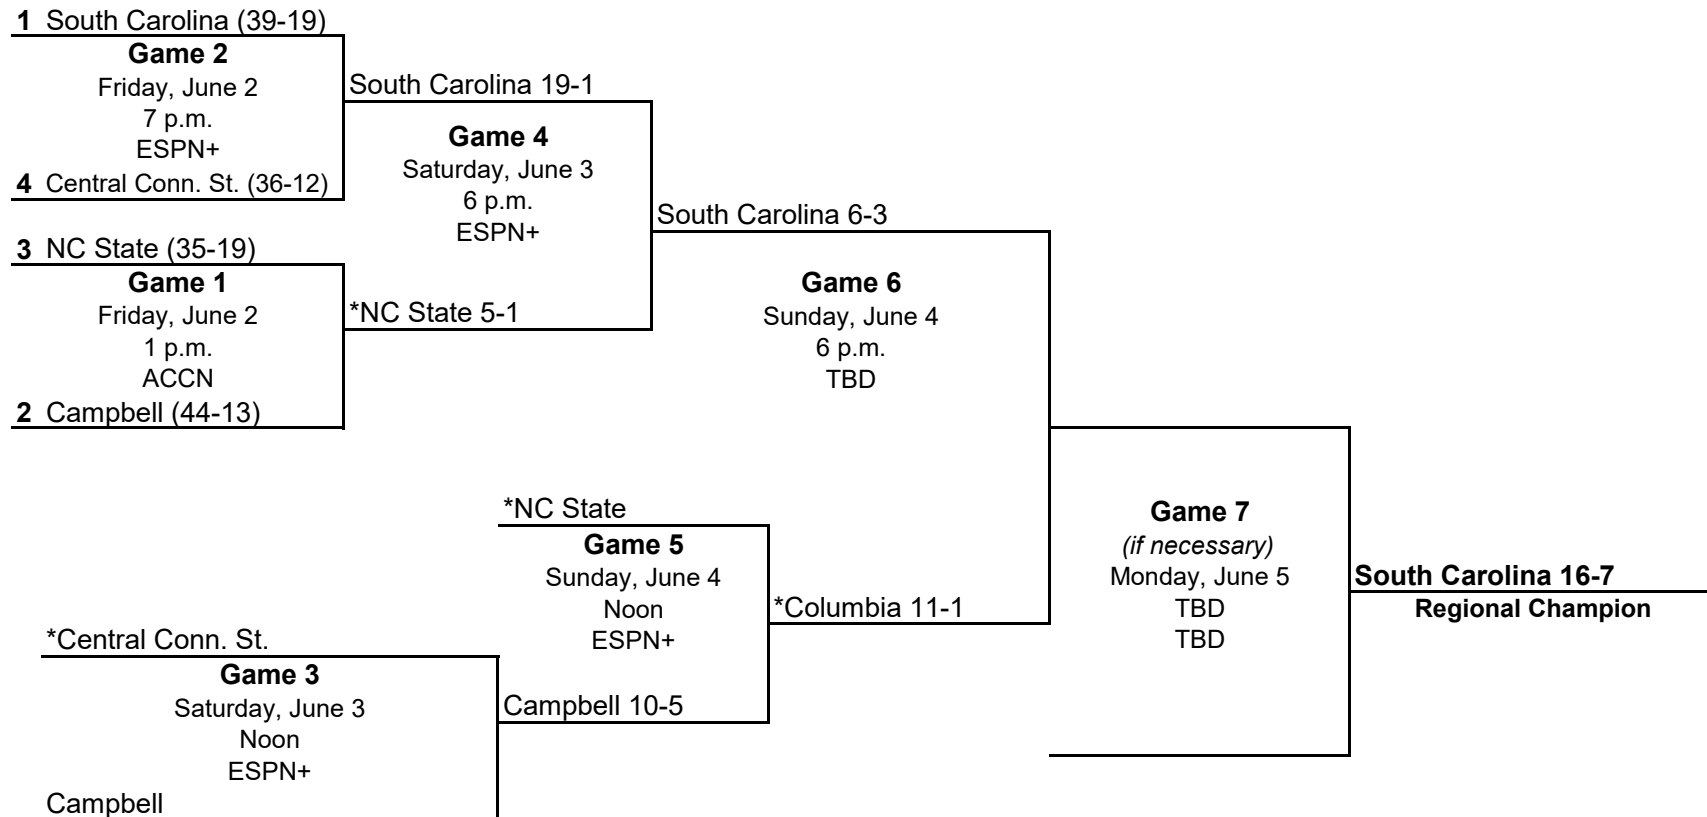 1 South Carolina (39-19)
Game 2
Friday, June 2
7 p.m.
ESPN+
4 Central Conn. St. (36-12)
South Carolina 19-1
Game 4
Saturday, June 3
6 p.m.
ESPN+
3 NC State (35-19)
Game 1
Friday, June 2
1 p.m.
ACCN
2 Campbell (44-13)
*NC State 5-1
South Carolina 6-3
Game 6
Sunday, June 4
6 p.m.
TBD
*NC State
Game 5
Sunday, June 4
Noon
ESPN+
*Columbia 11-1
*Central Conn. St.
Game 3
Saturday, June 3
Noon
ESPN+
Campbell
Campbell 10-5
Game 7
(if necessary)
Monday, June 5
TBD
TBD
South Carolina 16-7
Regional Champion